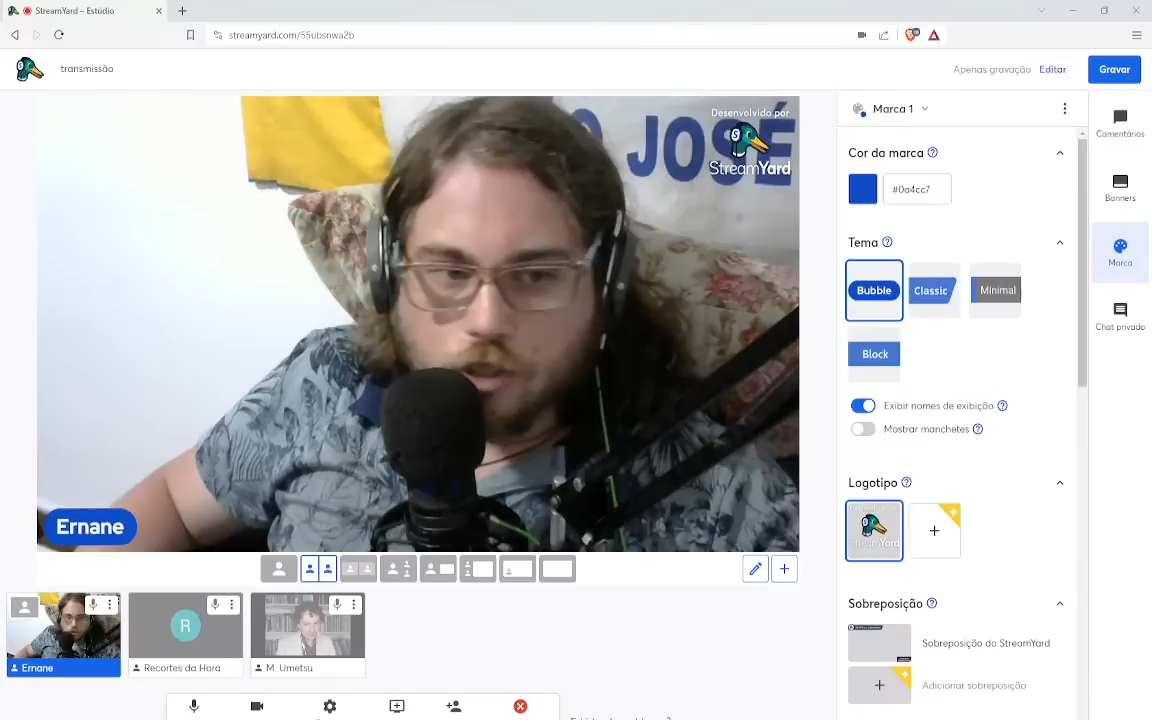 StreamYard – Estúdio
streamyard.com/55ubsnwa2b
transmissão
Apenas gravação
Editar
Gravar
Desenvolvido por
StreamYard
JOSÉ
Ernane
Ernane
R
Recortes da Hora
M. Umetsu
Marca 1
Cor da marca
#0a4cc7
Tema
Bubble
Classic
Minimal
Block
Exibir nomes de exibição
Mostrar manchetes
Logotipo
Sobreposição
Sobreposição do StreamYard
Adicionar sobreposição
Comentários
Banners
Marca
Chat privado